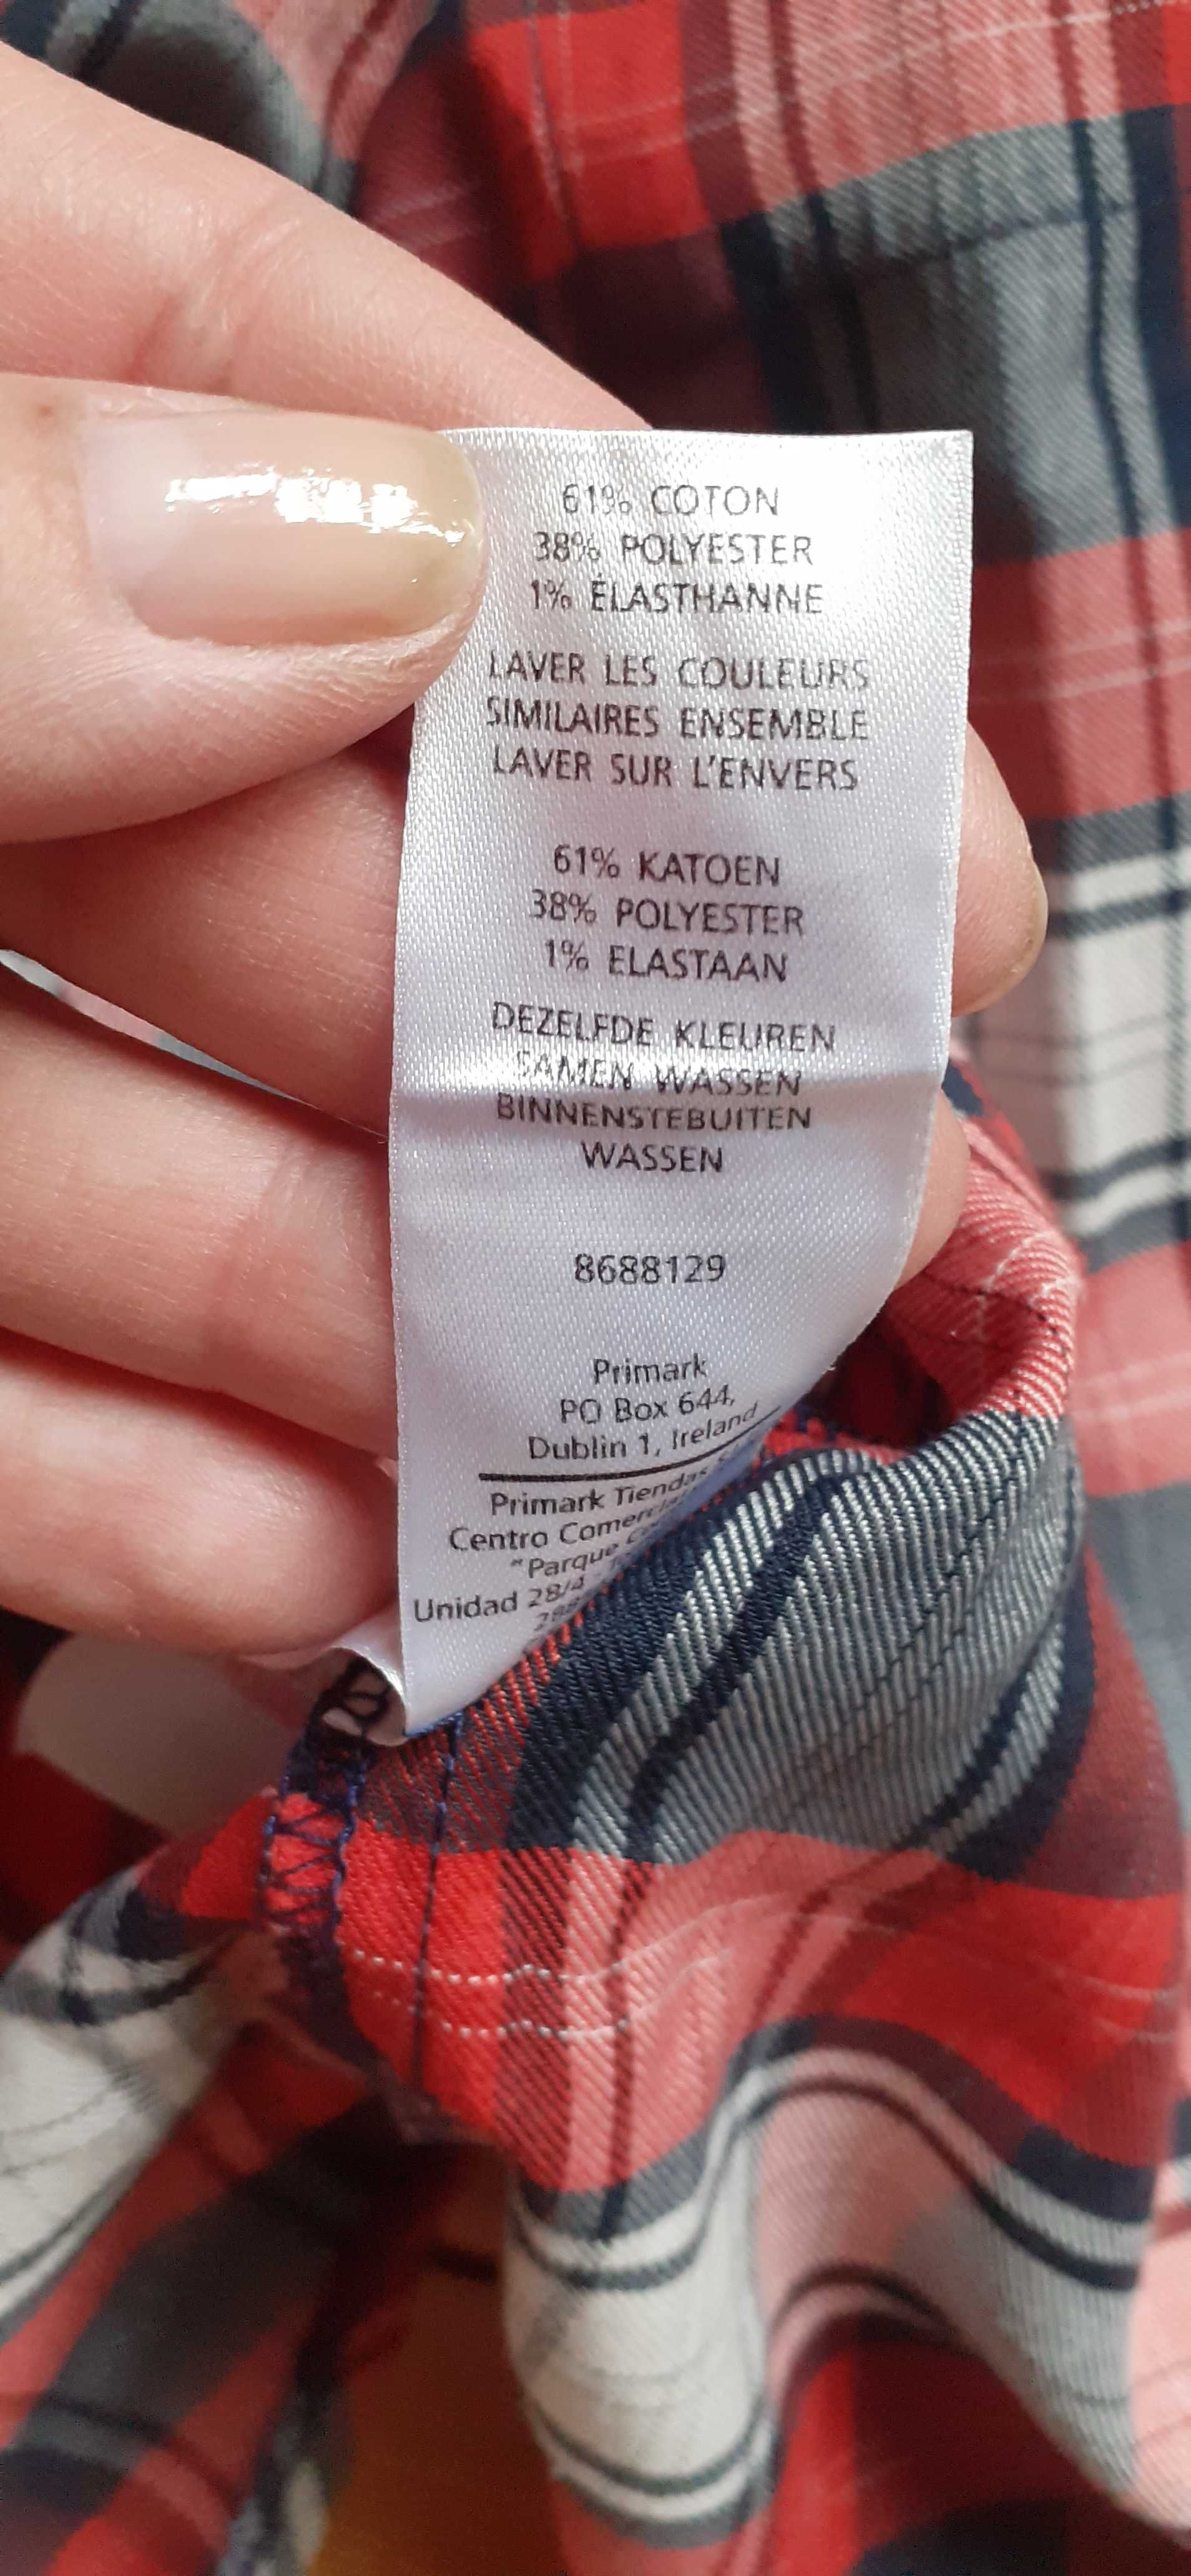 61% COTON
38% POLYESTER
1% ÉLASTHANNE
LAVER LES COULEURS
SIMILAIRES ENSEMBLE
LAVER SUR L'ENVERS
61% KATOEN
38% POLYESTER
1% ELASTAAN
DEZELFDE KLEUREN
SAMEN WASSEN
BINNENSTEBUITEN
WASSEN
8688129
Primark
PO Box 644,
Dublin 1, Ireland
Primark Tiendas
Centro
"Parque
Unidad 28/4